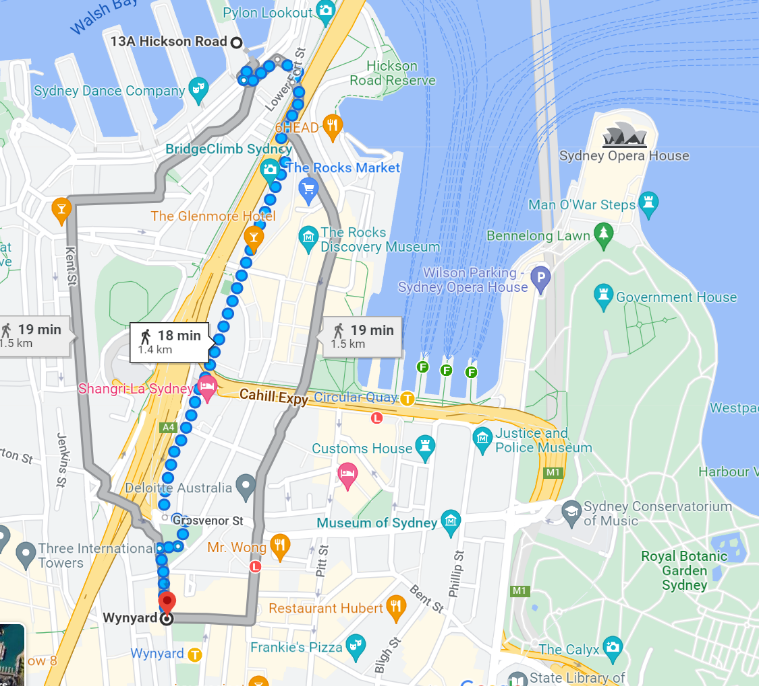 Walsh Bay
Pylon Lookout
13A Hickson Road
Lower Fort St
Hickson
Road Reserve
Sydney Dance Company
6HEAD
BridgeClimb Sydney
The Rocks Market
Sydney Opera House
Man O'War Steps
The Glenmore Hotel
The Rocks
Discovery Museum
Bennelong Lawn
Kent St
Wilson Parking -
Sydney Opera House
P
Government House
19 min
1.5 km
18 min
1.4 km
19 min
1.5 km
F
F
F
Shangri-La Sydney
Cahill Expy
Circular Quay
T
L
A4
Jenkins St
Customs House
Justice and
Police Museum
M1
Deloitte Australia
Grosvenor St
Museum of Sydney
Sydney Conservatorium
of Music
Three International
Towers
Mr. Wong
Pitt St
Phillip St
Royal Botanic
Garden
Sydney
L
M1
Wynyard
Restaurant Hubert
Bent St
Bligh St
Frankie's Pizza
Wynyard
T
The Calyx
State Library of
ow 8